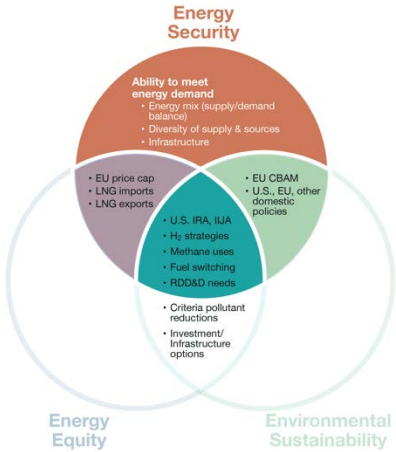 Energy
Security
Ability to meet
energy demand
• Energy mix (supply/demand
balance)
• Diversity of supply & sources
• Infrastructure
• EU price cap
• LNG imports
• LNG exports
• EU CBAM
• U.S., EU, other
domestic
policies
• U.S. IRA, IIJA
• H₂ strategies
• Methane uses
• Fuel switching
• RDD&D needs
• Criteria pollutant
reductions
• Investment/
Infrastructure
options
Energy
Equity
Environmental
Sustainability